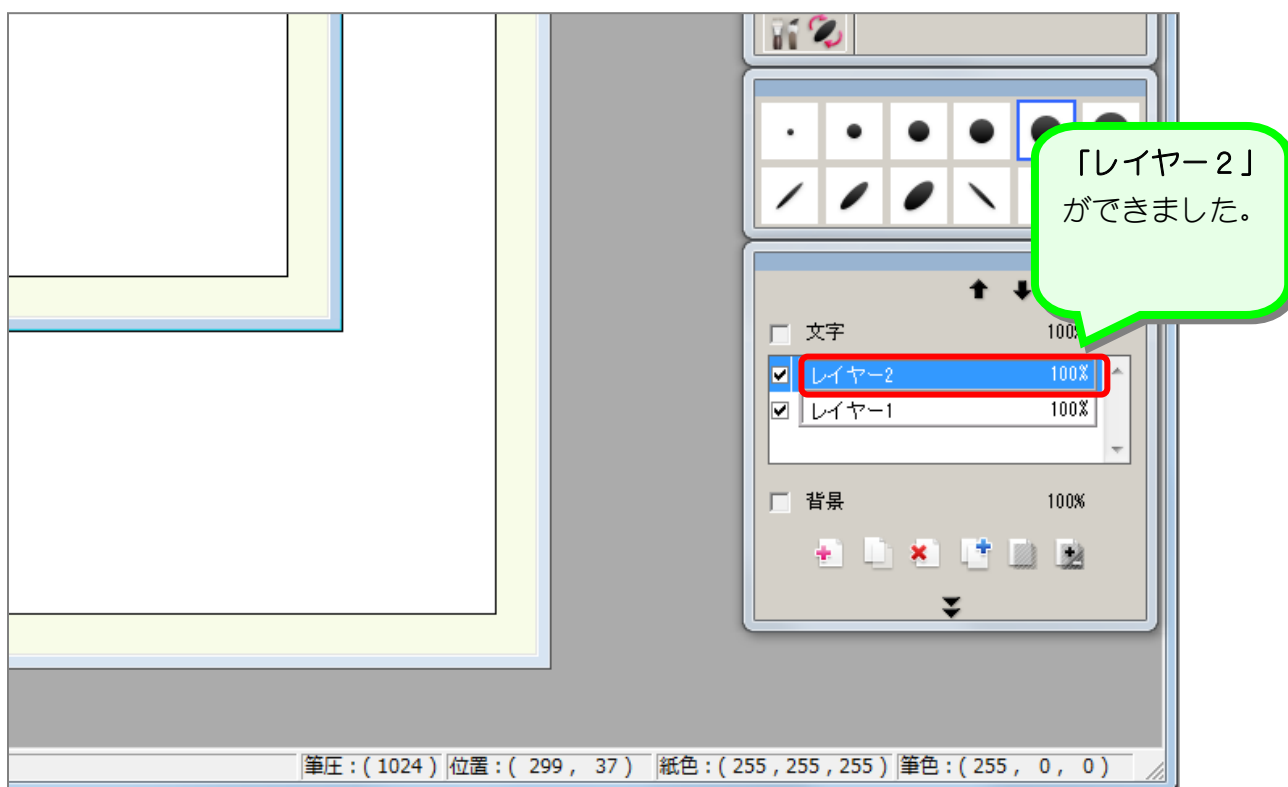 「レイヤー２」
ができました。
文字 100%
レイヤー2 100%
レイヤー1 100%
背景 100%
筆圧：( 1024 ) 位置：( 299 , 37 ) 紙色：( 255 , 255 , 255 ) 筆色：( 255 , 0 , 0 )